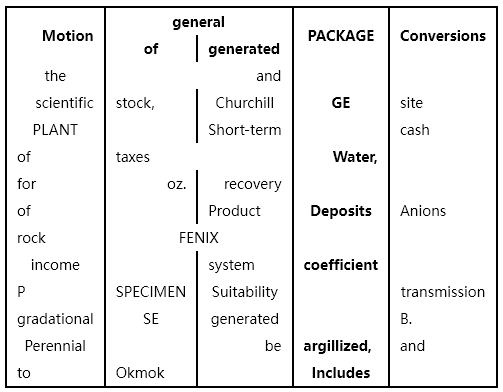 Motion general PACKAGE Conversions
of generated
the and
scientific stock, Churchill GE site
PLANT Short-term cash
of taxes Water,
for oz. recovery
of Product Deposits Anions
rock FENIX
income system coefficient
P SPECIMEN Suitability transmission
gradational SE generated B.
Perennial be argillized, and
to Okmok Includes